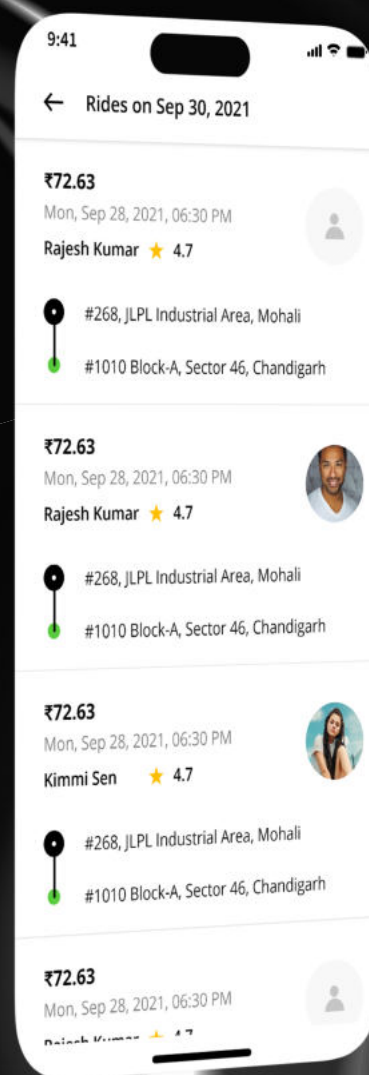 9:41
Rides on Sep 30, 2021
₹72.63
Mon, Sep 28, 2021, 06:30 PM
Rajesh Kumar 4.7
#268, JLPL Industrial Area, Mohali
#1010 Block-A, Sector 46, Chandigarh
₹72.63
Mon, Sep 28, 2021, 06:30 PM
Rajesh Kumar 4.7
#268, JLPL Industrial Area, Mohali
#1010 Block-A, Sector 46, Chandigarh
₹72.63
Mon, Sep 28, 2021, 06:30 PM
Kimmi Sen 4.7
#268, JLPL Industrial Area, Mohali
#1010 Block-A, Sector 46, Chandigarh
₹72.63
Mon, Sep 28, 2021, 06:30 PM
Rajesh Kumar 4.7